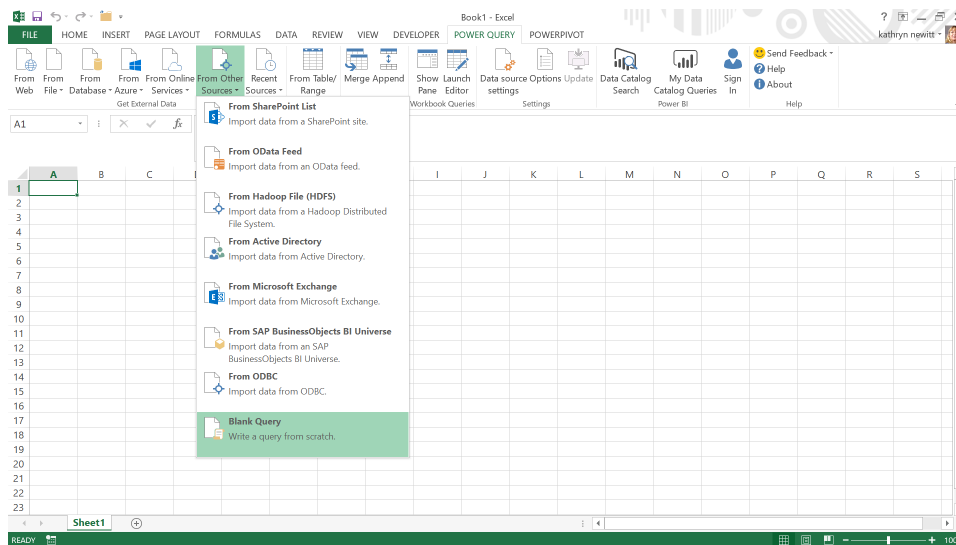 Book1 - Excel
FILE HOME INSERT PAGE LAYOUT FORMULAS DATA REVIEW VIEW DEVELOPER POWER QUERY POWERPIVOT kathryn newitt
From Web
From File
From Database
From Azure
From Online Services
From Other Sources
Recent Sources
From Table/ Range
Merge
Append
Show Pane
Launch Editor
Data source settings
Options
Update
Data Catalog Search
My Data Catalog Queries
Sign In
Send Feedback
? Help
About
Get External Data
Workbook Queries
Settings
Power BI
Help
A1
fx
From SharePoint List
Import data from a SharePoint site.
From OData Feed
Import data from an OData feed.
From Hadoop File (HDFS)
Import data from a Hadoop Distributed
File System.
From Active Directory
Import data from Active Directory.
From Microsoft Exchange
Import data from Microsoft Exchange.
From SAP BusinessObjects BI Universe
Import data from an SAP
BusinessObjects BI Universe.
From ODBC
Import data from ODBC.
Blank Query
Write a query from scratch.
A B C I J K L M N O P Q R S
1
2
3
4
5
6
7
8
9
10
11
12
13
14
15
16
17
18
19
20
21
22
23
Sheet1
READY
100